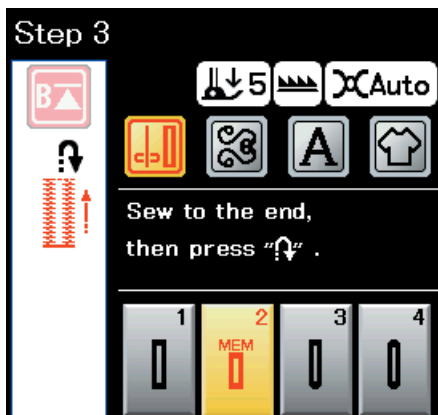 Step 3
B
5
Auto
A
Sew to the end,
then press “ ” .
1
2
3
4
MEM